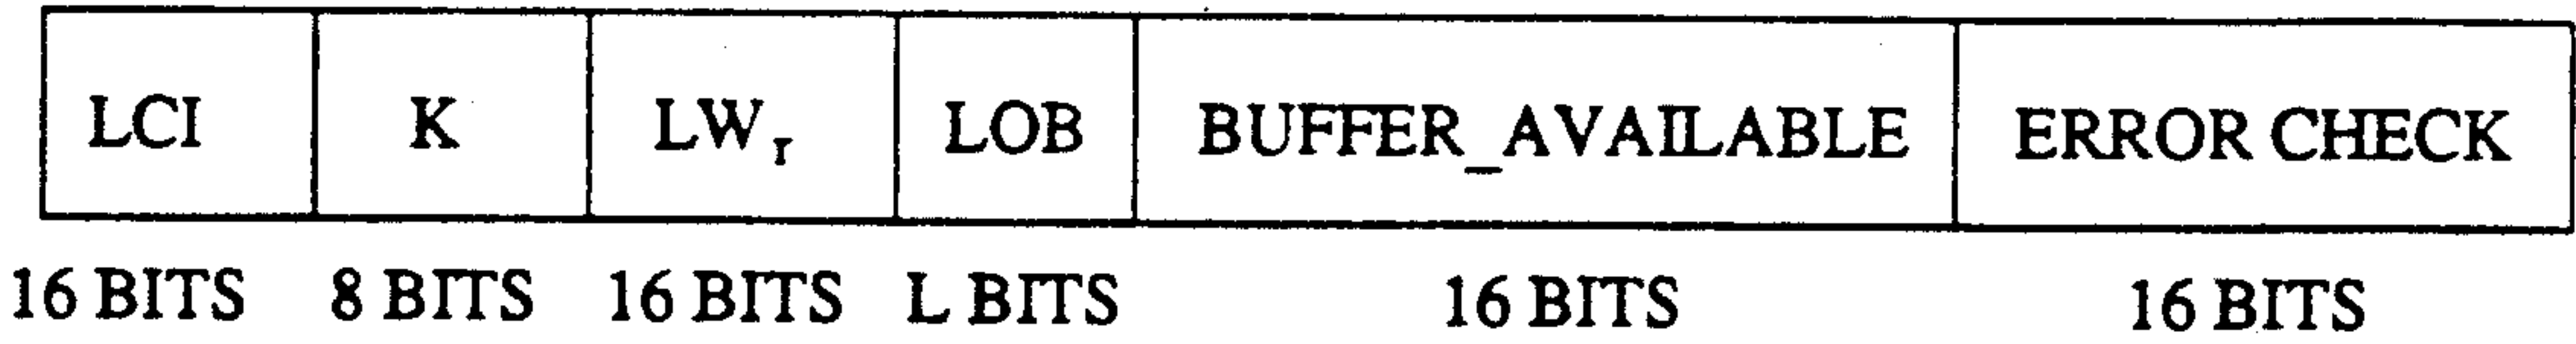 LCI K LWr LOB BUFFER_AVAILABLE ERROR CHECK
16 BITS 8 BITS 16 BITS L BITS 16 BITS 16 BITS